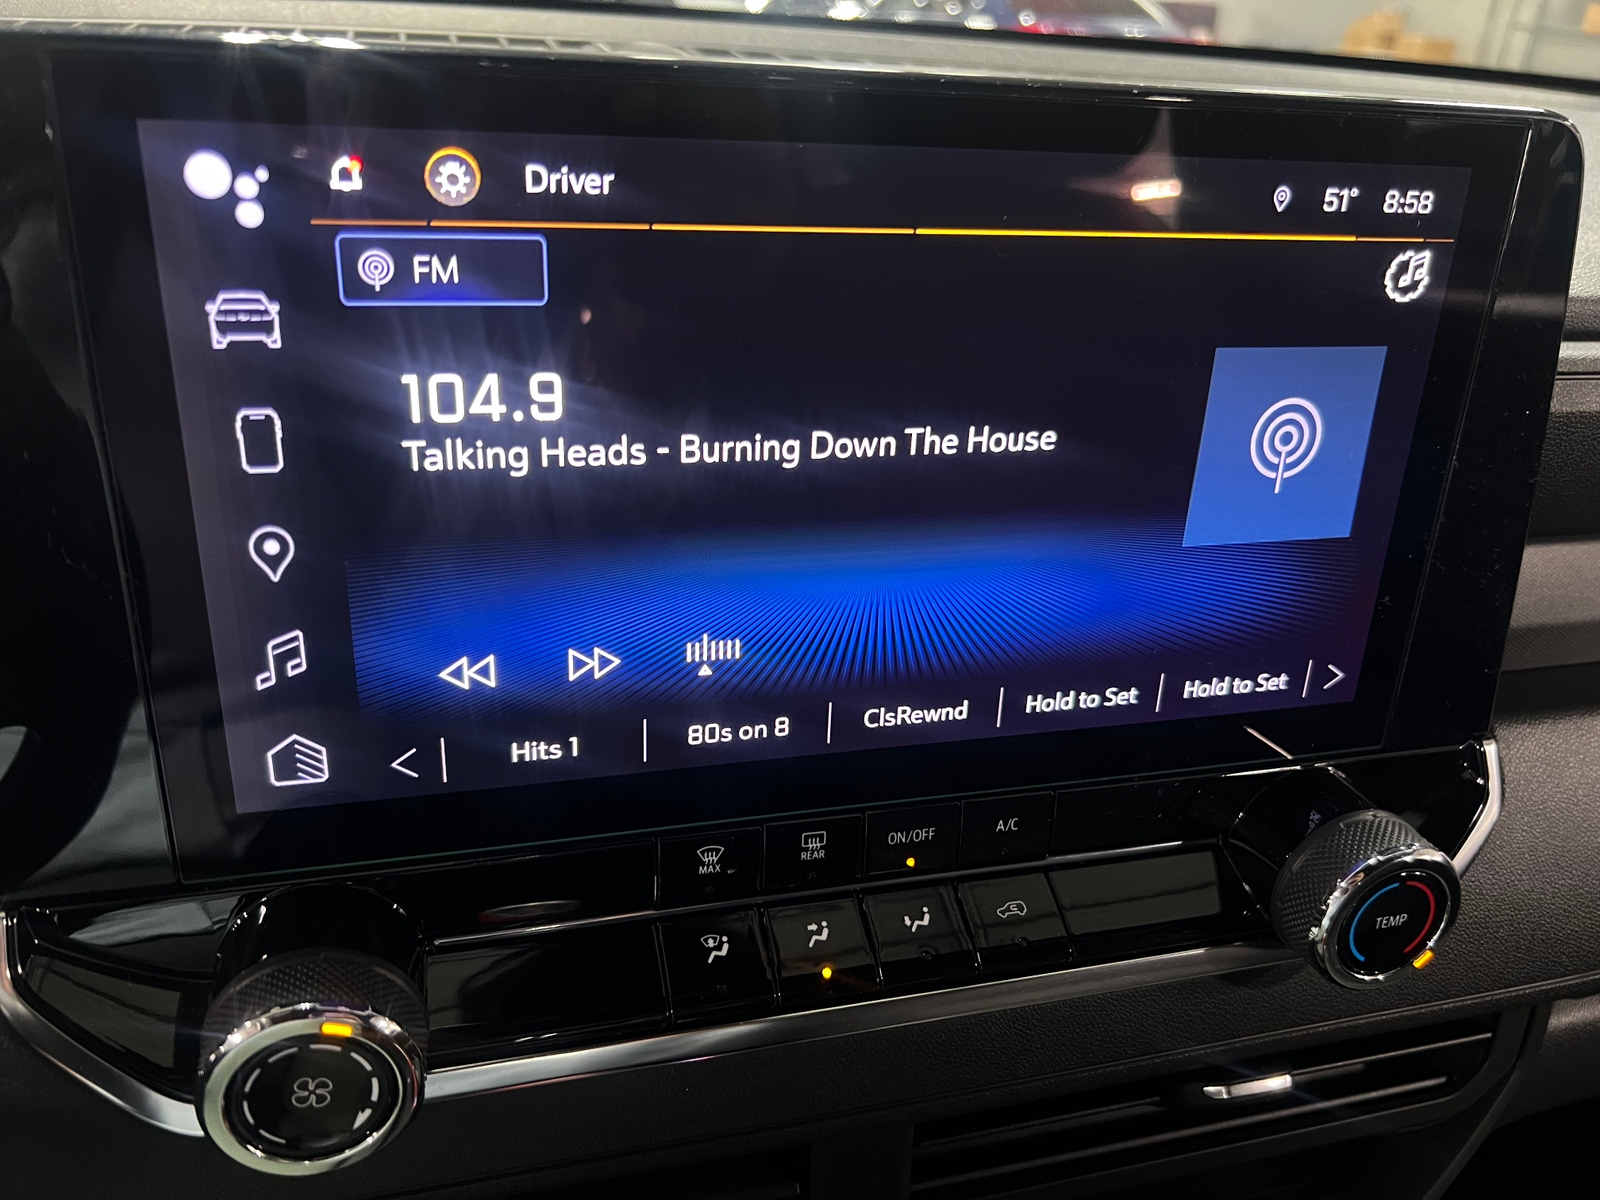 Driver
51° 8:58
FM
104.9
Talking Heads - Burning Down The House
Hits 1 | 80s on 8 | ClsRewnd | Hold to Set | Hold to Set
MAX
REAR
ON/OFF
A/C
TEMP